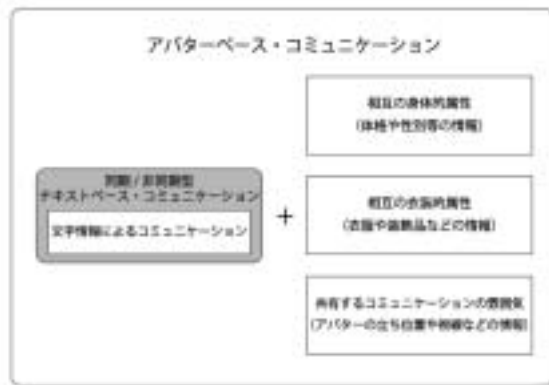 アバターベース・コミュニケーション
相互の身体的属性
(体格や性別等の情報)
同期 / 非同期型
テキストベース・コミュニケーション
文字情報によるコミュニケーション
+
相互の衣装的属性
(衣服や装飾品などの情報)
共有するコミュニケーションの雰囲気
(アバターの立ち位置や視線などの情報)